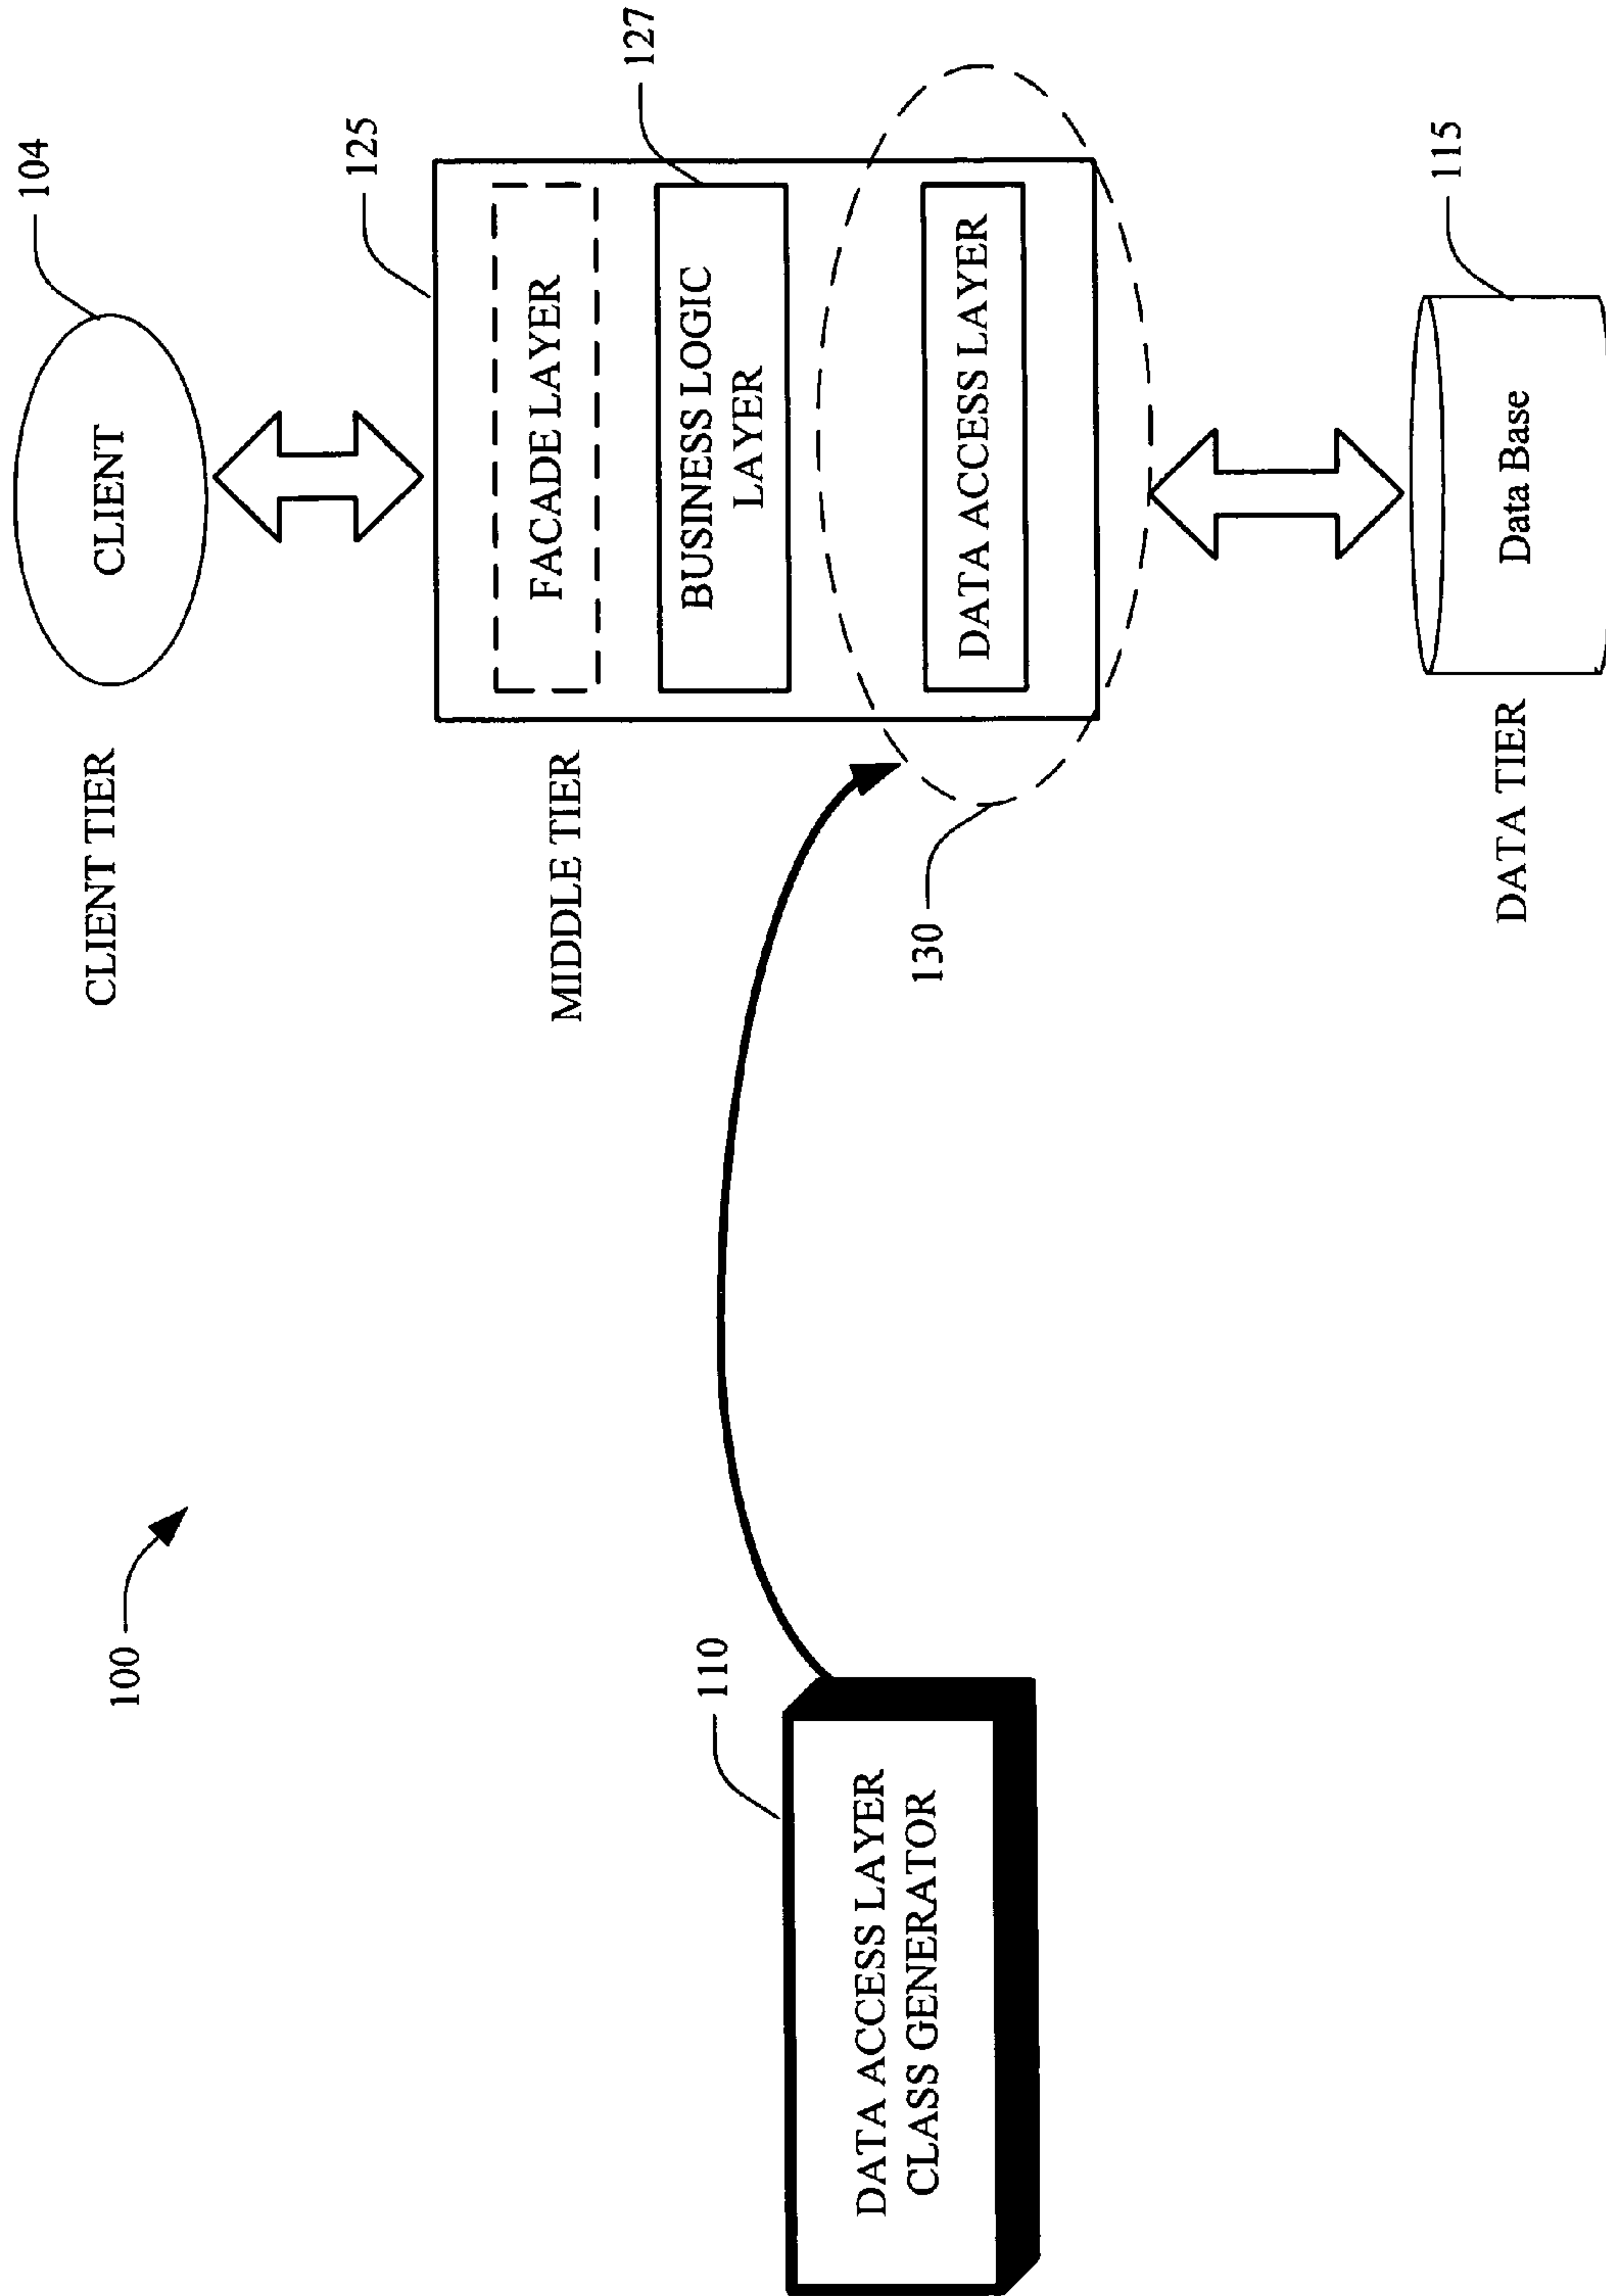 100
CLIENT TIER
CLIENT
104
125
MIDDLE TIER
FACADE LAYER
BUSINESS LOGIC
LAYER
127
110
DATA ACCESS LAYER
CLASS GENERATOR
DATA ACCESS LAYER
130
DATA TIER
Data Base
115